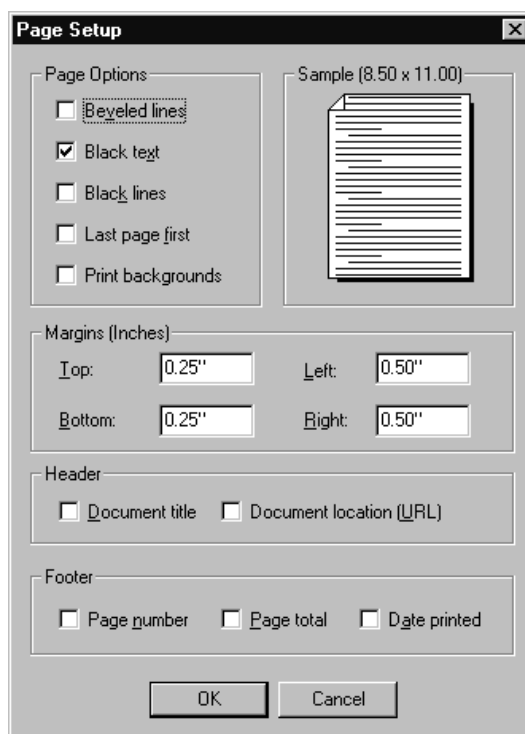 Page Setup
Page Options
Beveled lines
Black text
Black lines
Last page first
Print backgrounds
Sample (8.50 x 11.00)
Margins (Inches)
Top: 0.25" Left: 0.50"
Bottom: 0.25" Right: 0.50"
Header
Document title Document location (URL)
Footer
Page number Page total Date printed
OK Cancel